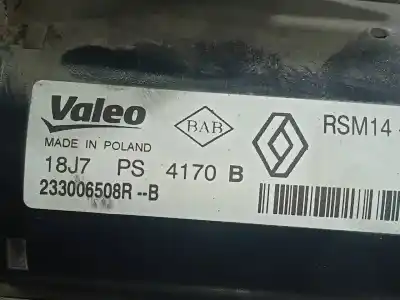 Valeo
BAB
RSM14
MADE IN POLAND
18J7 PS 4170 B
233006508R--B